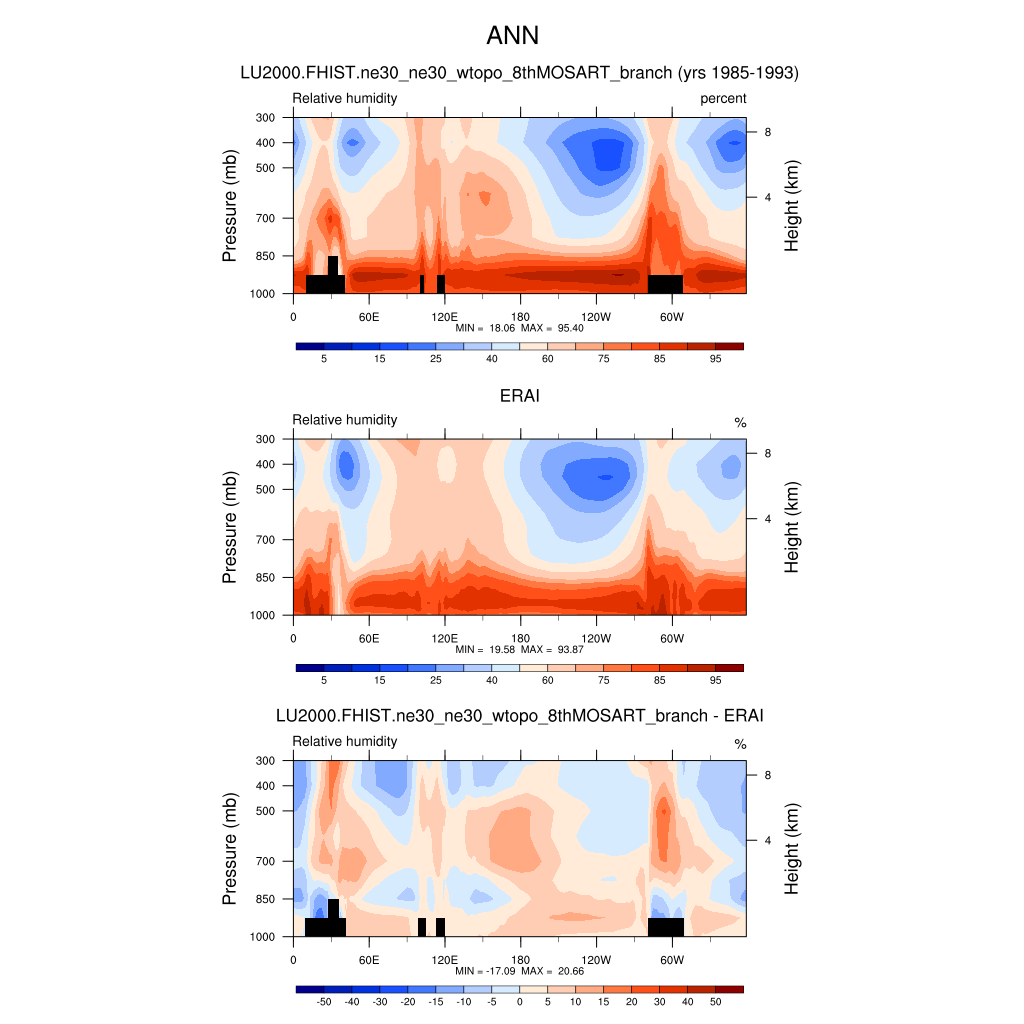 ANN
LU2000.FHIST.ne30_ne30_wtopo_8thMOSART_branch (yrs 1985-1993)
Relative humidity percent
300
400
500
700
850
1000
Pressure (mb)
8
4
Height (km)
0 60E 120E 180 120W 60W
MIN = 18.06 MAX = 95.40
5 15 25 40 60 75 85 95
ERAI
Relative humidity %
300
400
500
700
850
1000
Pressure (mb)
8
4
Height (km)
0 60E 120E 180 120W 60W
MIN = 19.58 MAX = 93.87
5 15 25 40 60 75 85 95
LU2000.FHIST.ne30_ne30_wtopo_8thMOSART_branch - ERAI
Relative humidity %
300
400
500
700
850
1000
Pressure (mb)
8
4
Height (km)
0 60E 120E 180 120W 60W
MIN = -17.09 MAX = 20.66
-50 -40 -30 -20 -15 -10 -5 0 5 10 15 20 30 40 50